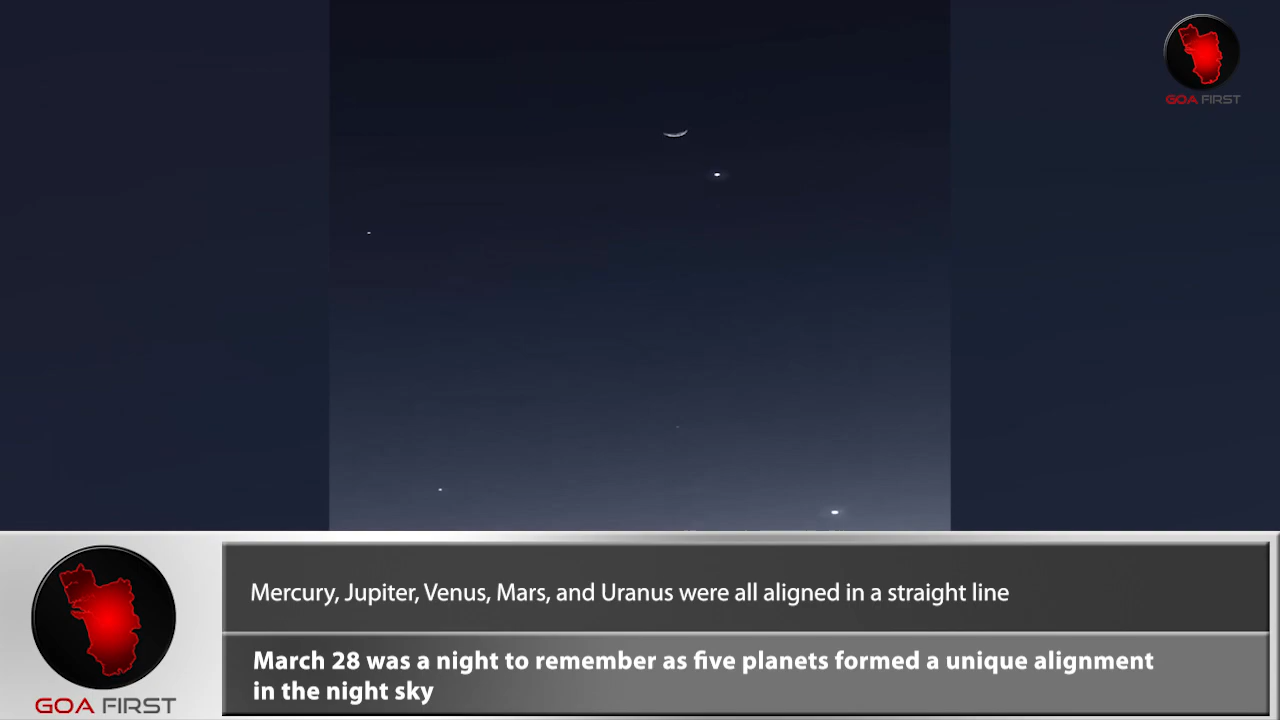 GOA FIRST
Mercury, Jupiter, Venus, Mars, and Uranus were all aligned in a straight line
March 28 was a night to remember as five planets formed a unique alignment
in the night sky
GOA FIRST